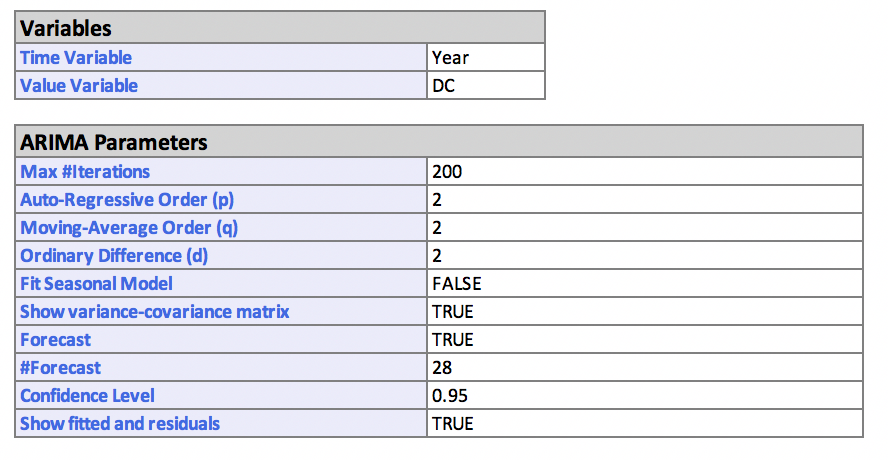 Variables
Time Variable Year
Value Variable DC
ARIMA Parameters
Max #Iterations 200
Auto-Regressive Order (p) 2
Moving-Average Order (q) 2
Ordinary Difference (d) 2
Fit Seasonal Model FALSE
Show variance-covariance matrix TRUE
Forecast TRUE
#Forecast 28
Confidence Level 0.95
Show fitted and residuals TRUE